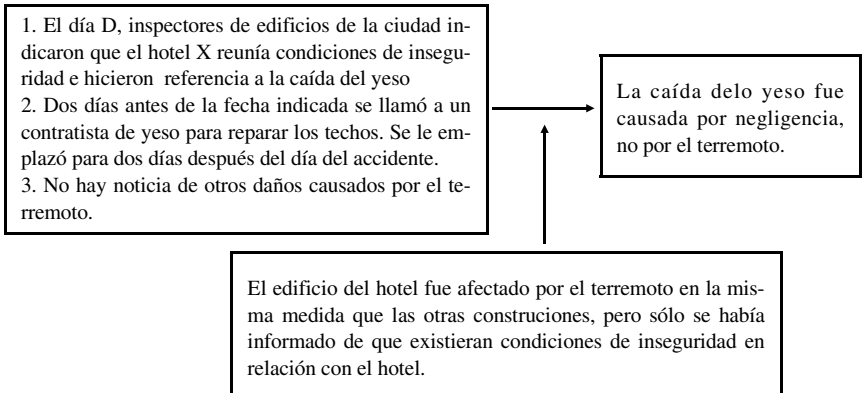 1. El día D, inspectores de edificios de la ciudad in-
dicaron que el hotel X reunía condiciones de insegu-
ridad e hicieron referencia a la caída del yeso
2. Dos días antes de la fecha indicada se llamó a un
contratista de yeso para reparar los techos. Se le em-
plazó para dos días después del día del accidente.
3. No hay noticia de otros daños causados por el te-
rremoto.
La caída delo yeso fue
causada por negligencia,
no por el terremoto.
El edificio del hotel fue afectado por el terremoto en la mis-
ma medida que las otras construciones, pero sólo se había
informado de que existieran condiciones de inseguridad en
relación con el hotel.